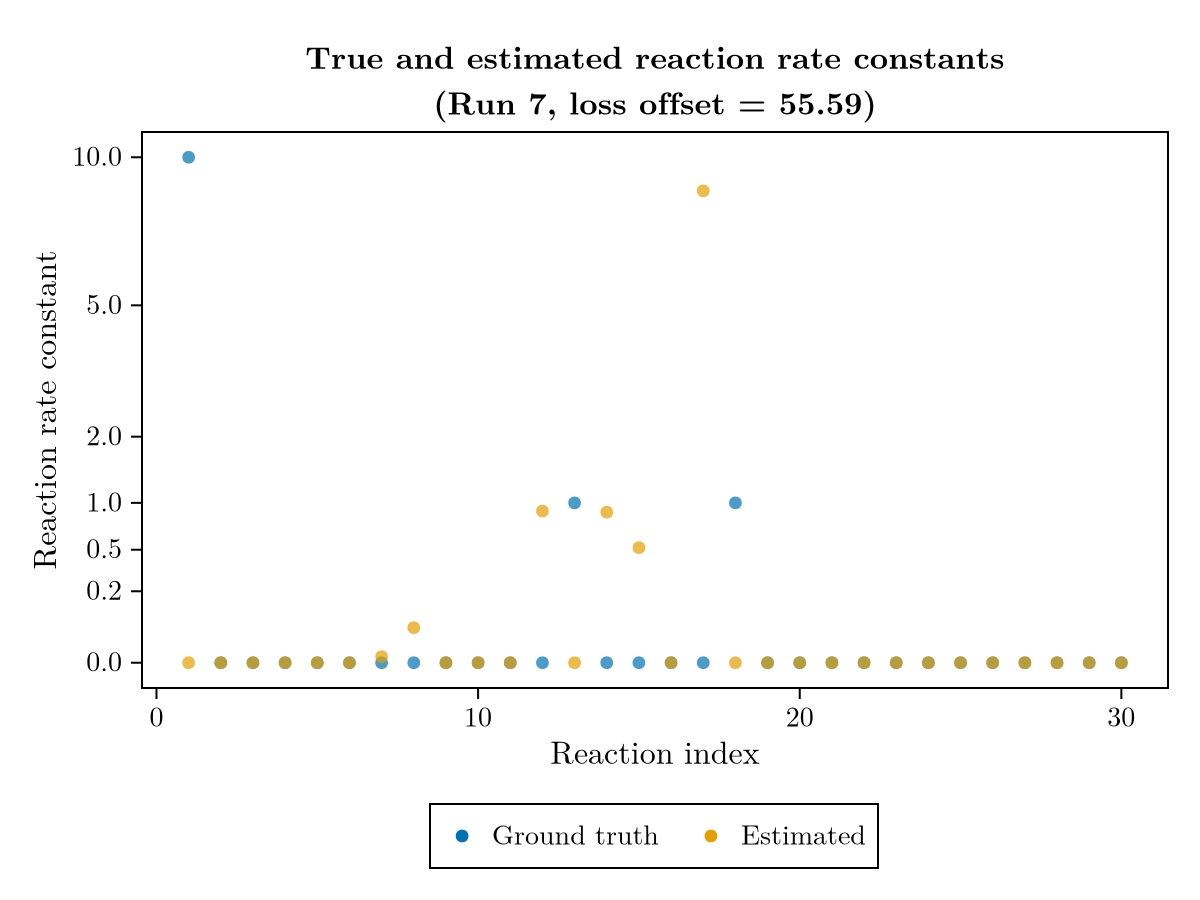 True and estimated reaction rate constants
(Run 7, loss offset = 55.59)
Reaction rate constant
10.0
5.0
2.0
1.0
0.5
0.2
0.0
0 10 20 30
Reaction index
Ground truth Estimated